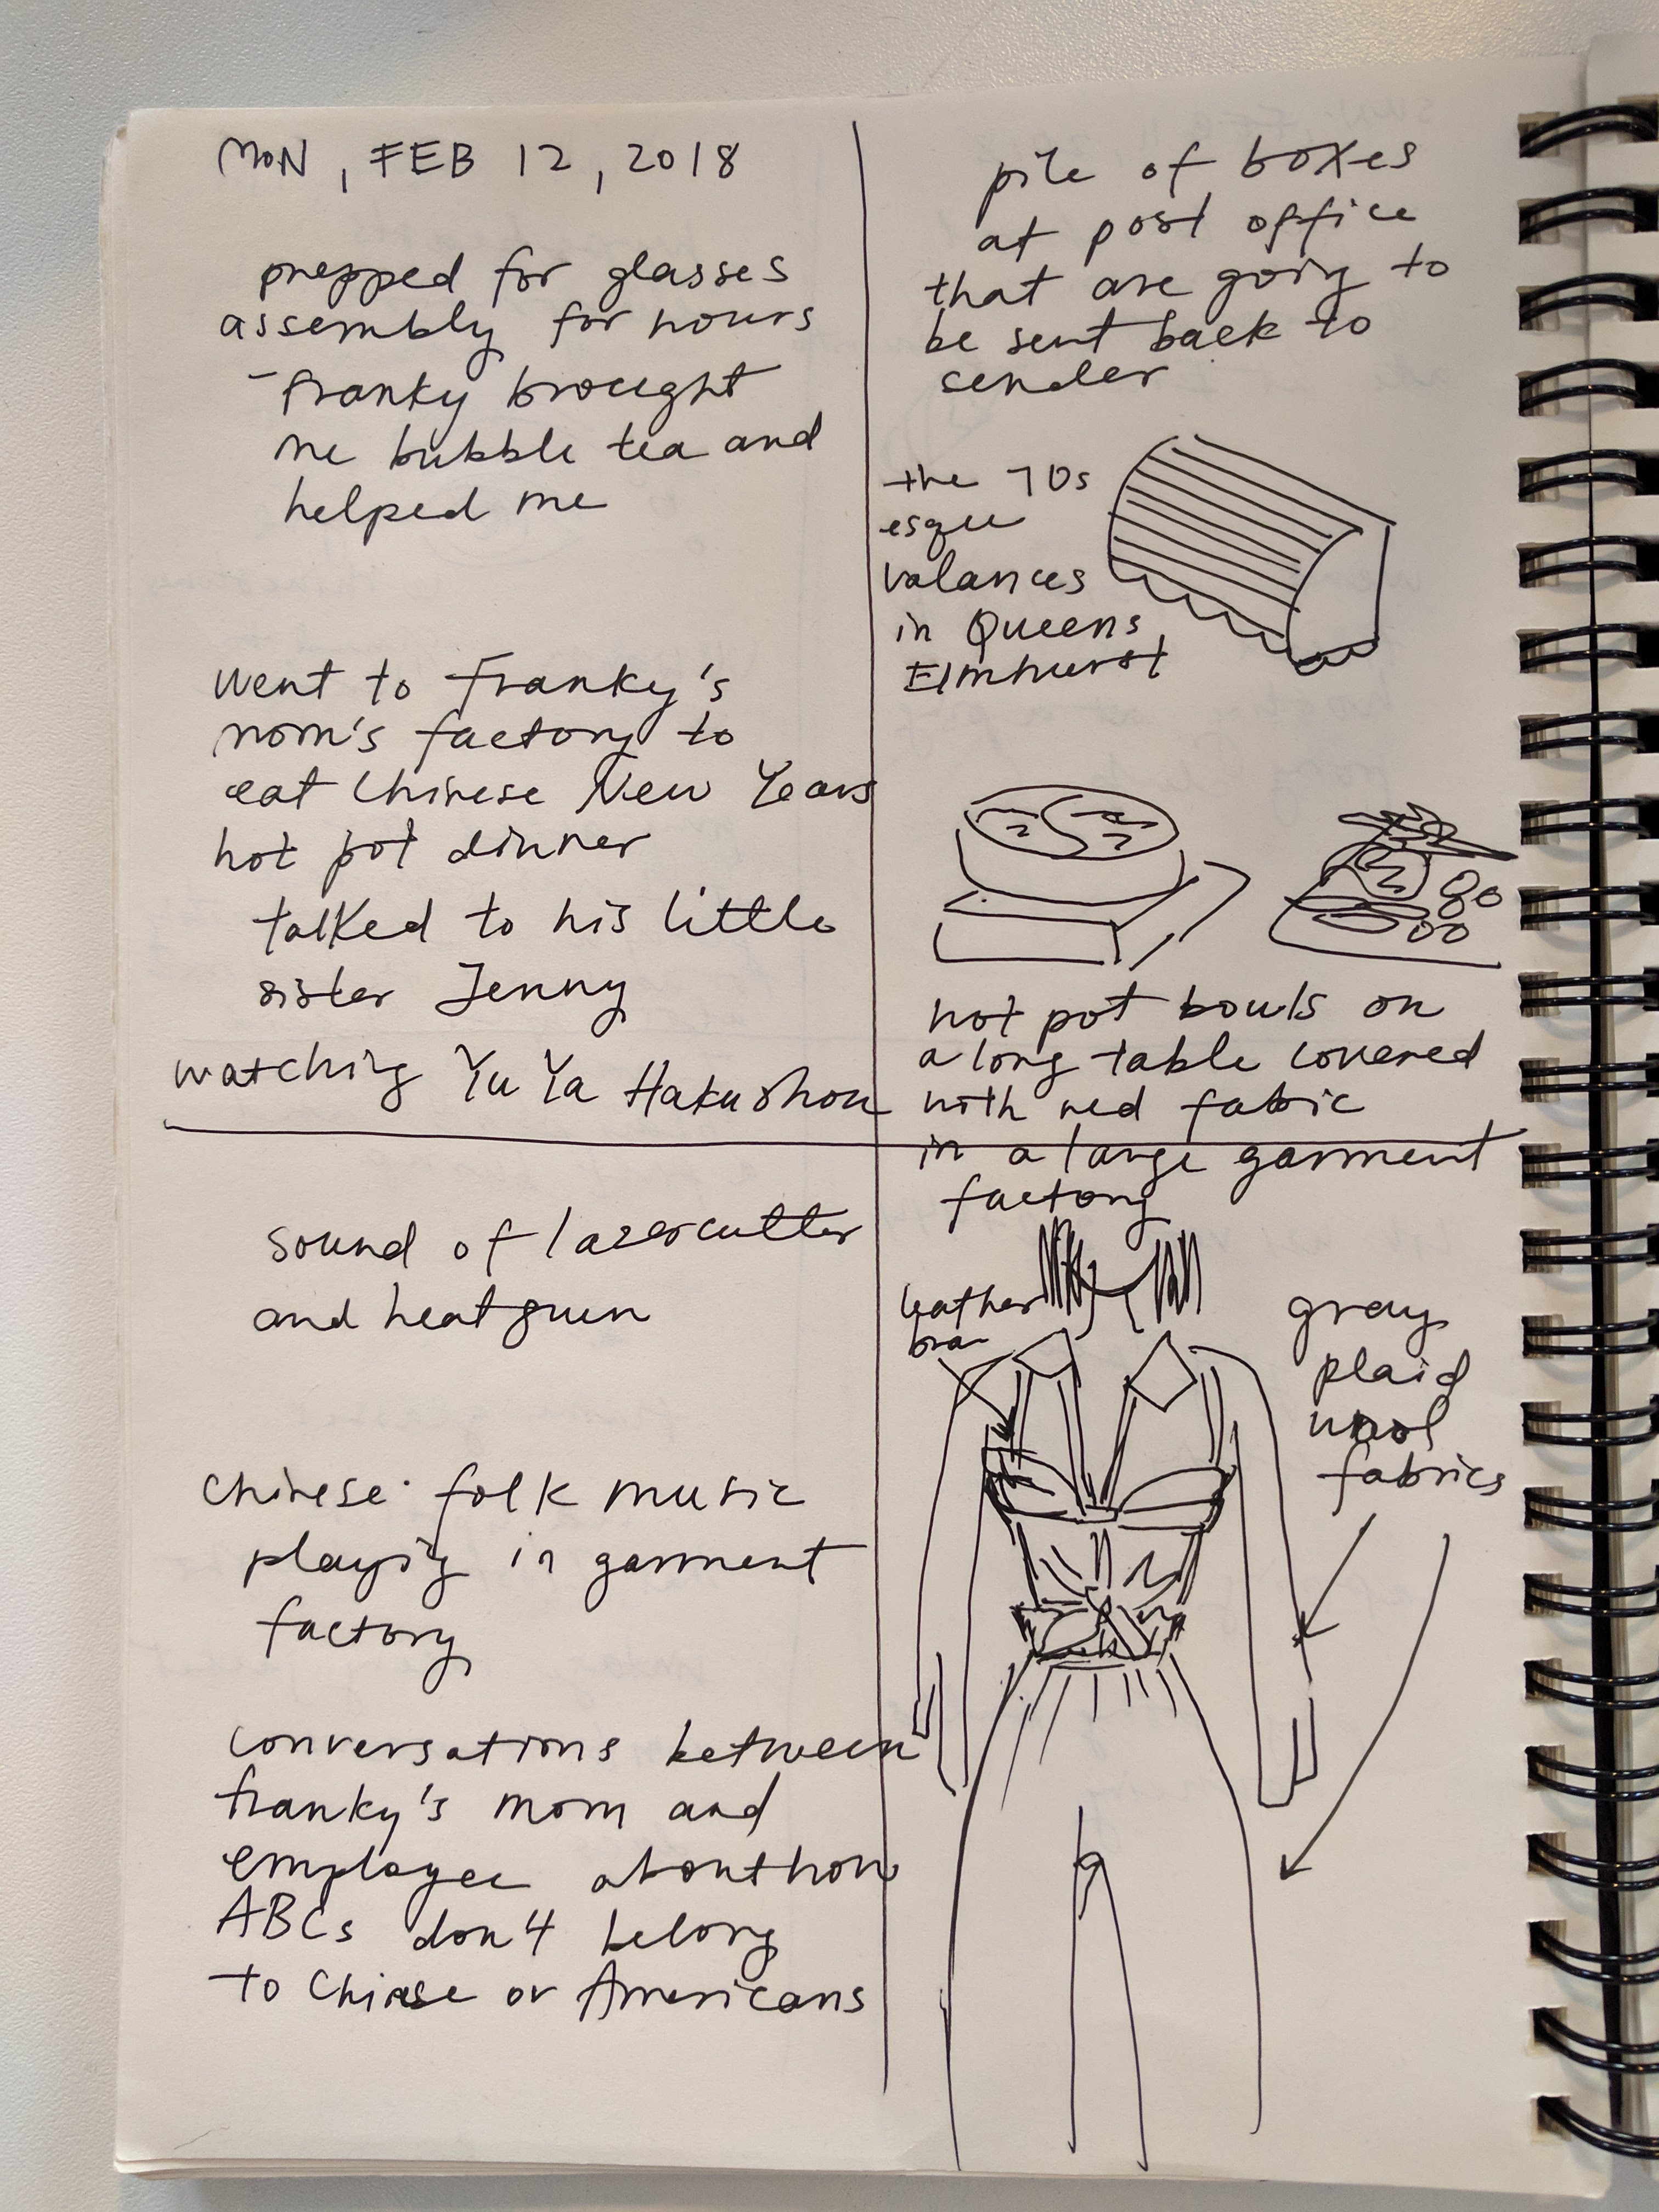 MON, FEB 12, 2018
prepped for glasses
assembly for hours
- Franky brought
me bubble tea and
helped me
went to Franky's
mom's factory to
eat Chinese New Years
hot pot dinner
talked to his little
sister Jenny
watching Yu Ya Hakushou
sound of lazercutter
and heat gun
Chinese folk music
playing in garment
factory
conversations between
Franky's mom and
employee about how
ABCs don't belong
to Chinese or Americans
pile of boxes
at post office
that are going to
be sent back to
sender
the 70s
esque
valances
in Queens,
Elmhurst
hot pot bowls on
a long table covered
with red fabric
in a large garment
factory
leather
bra
gray
plaid
wool
fabrics